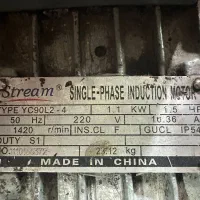 Stream SINGLE-PHASE INDUCTION MOTOR
TYPE YC90L2-4 1.1 KW 1.5 HP
50 Hz 220 V 10.36 A
1420 r/min INS.CL F GUCL IP54
DUTY S1
kg
MADE IN CHINA